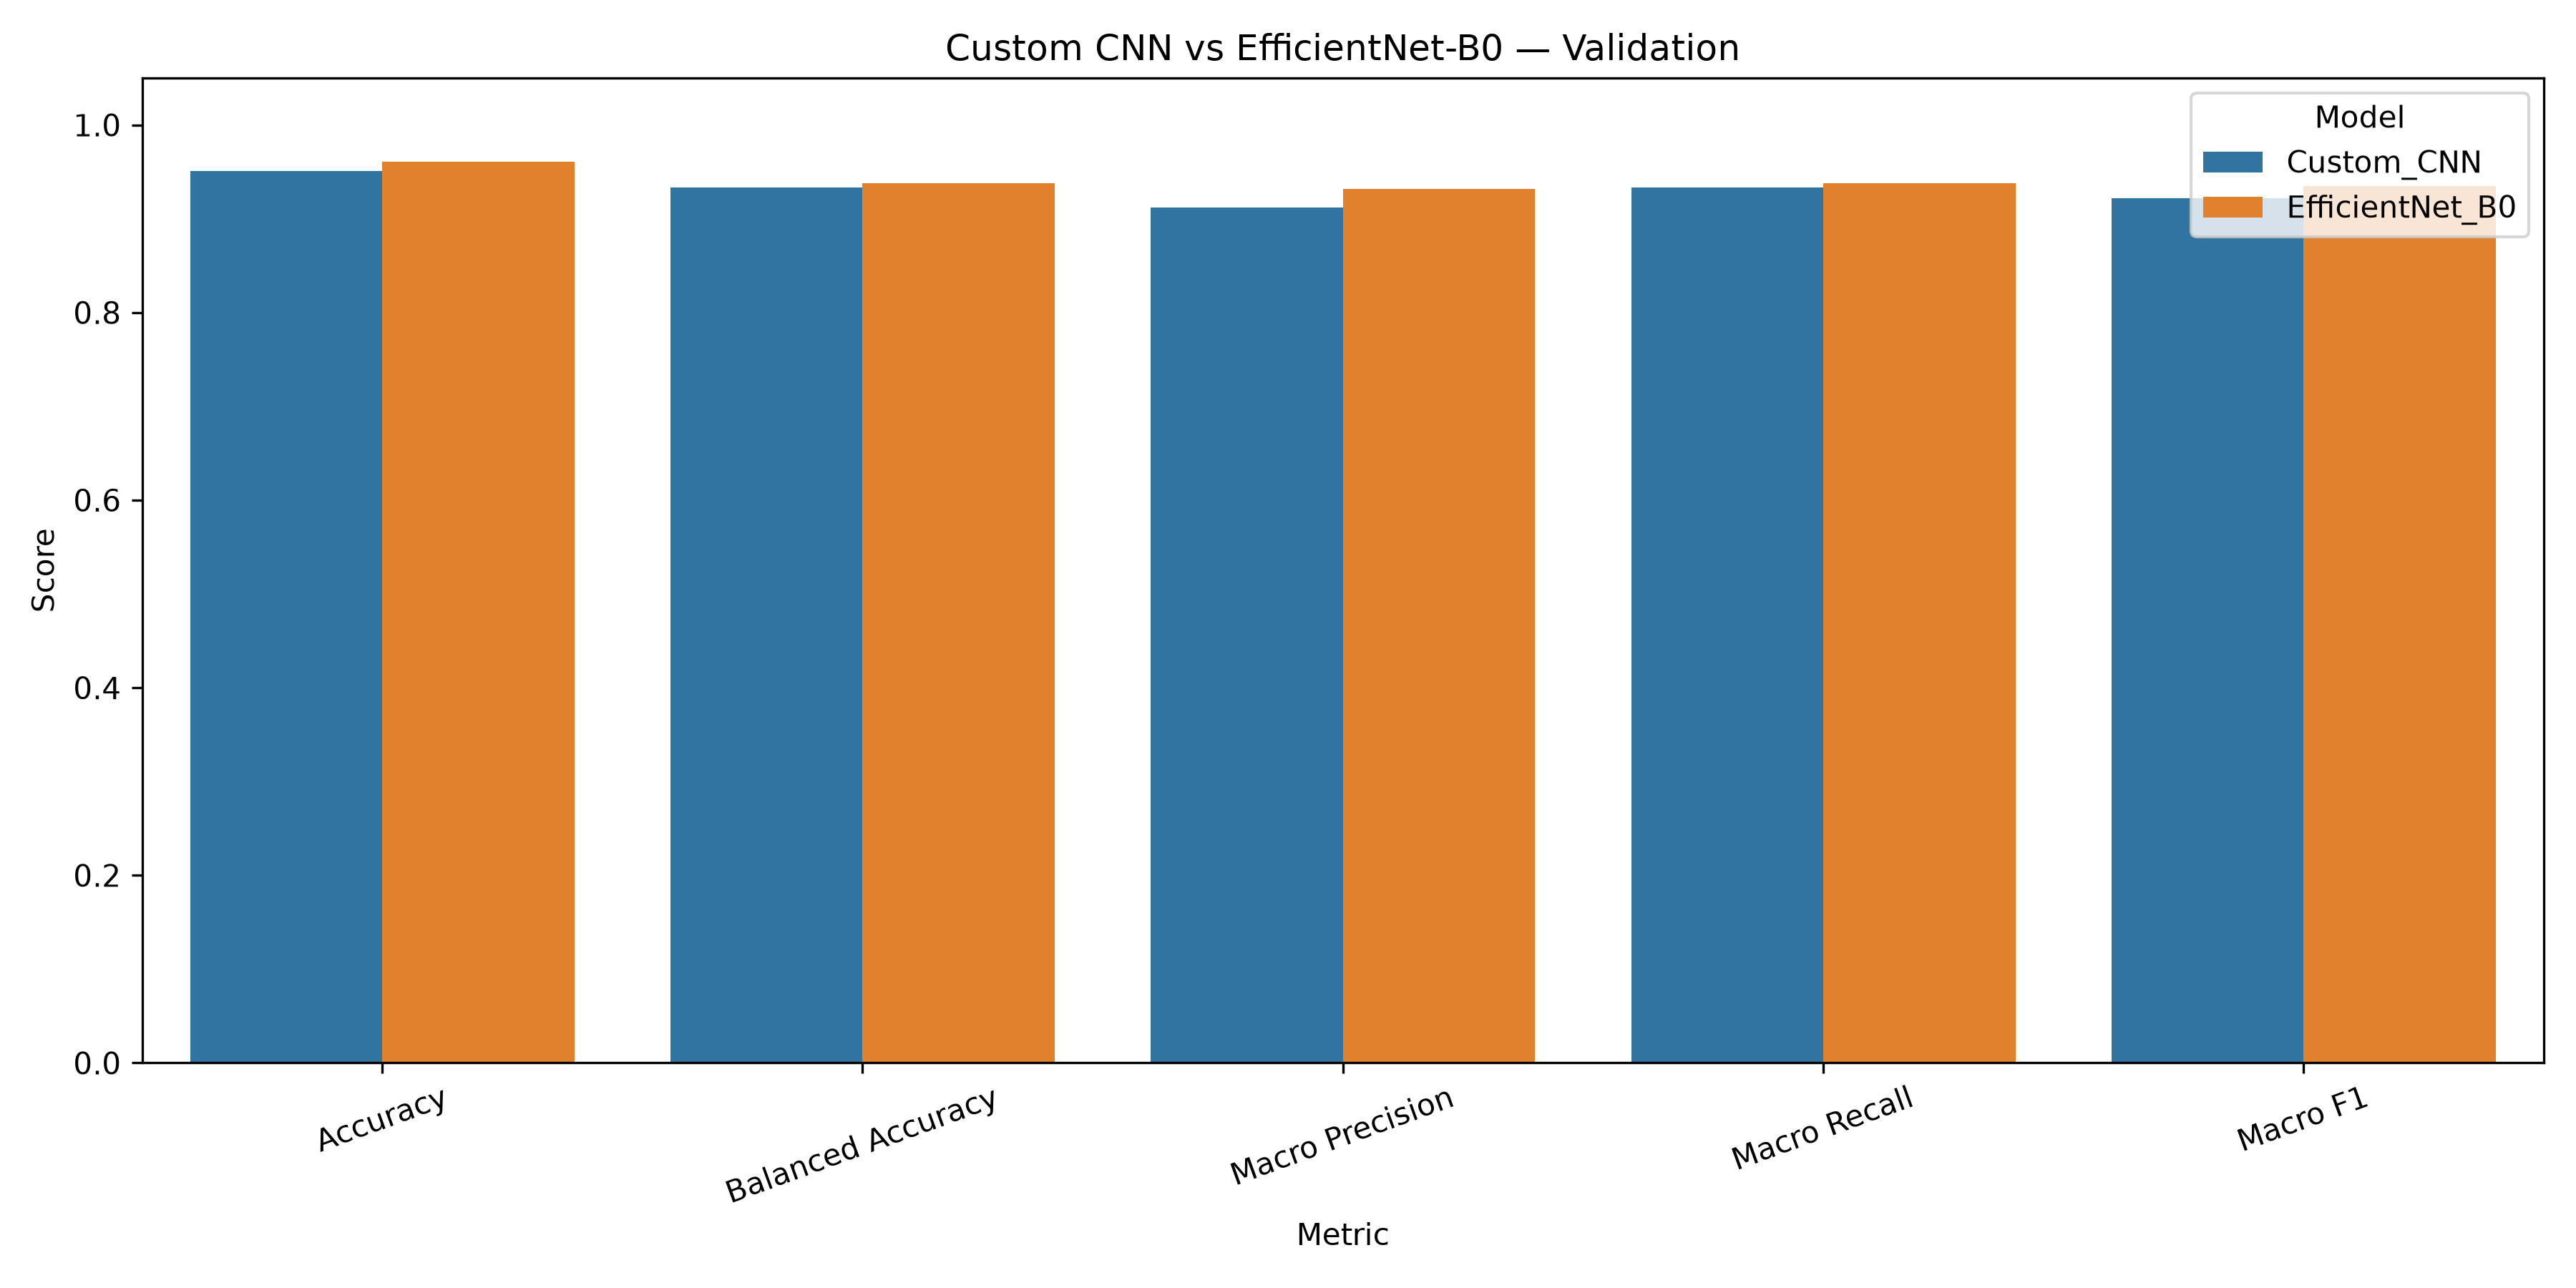 Custom CNN vs EfficientNet-B0 — Validation
Model
Custom_CNN
EfficientNet_B0
1.0
0.8
0.6
0.4
0.2
0.0
Score
Accuracy
Balanced Accuracy
Macro Precision
Macro Recall
Macro F1
Metric